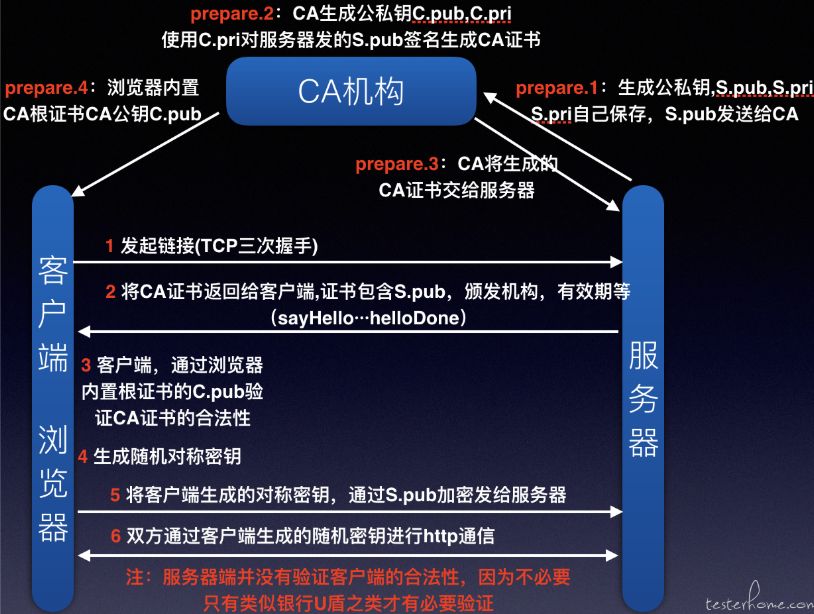 prepare.2：CA生成公私钥C.pub,C.pri
使用C.pri对服务器发的S.pub签名生成CA证书
CA机构
prepare.4：浏览器内置
CA根证书CA公钥C.pub
prepare.1：生成公私钥,S.pub,S.pri
S.pri自己保存，S.pub发送给CA
prepare.3：CA将生成的
CA证书交给服务器
客户端 浏览器
服务器
1 发起链接(TCP三次握手)
2 将CA证书返回给客户端,证书包含S.pub，颁发机构，有效期等
（sayHello…helloDone）
3 客户端，通过浏览器
内置根证书的C.pub验
证CA证书的合法性
4 生成随机对称密钥
5 将客户端生成的对称密钥，通过S.pub加密发给服务器
6 双方通过客户端生成的随机密钥进行http通信
注：服务器端并没有验证客户端的合法性，因为不必要
只有类似银行U盾之类才有必要验证
testerhome.com